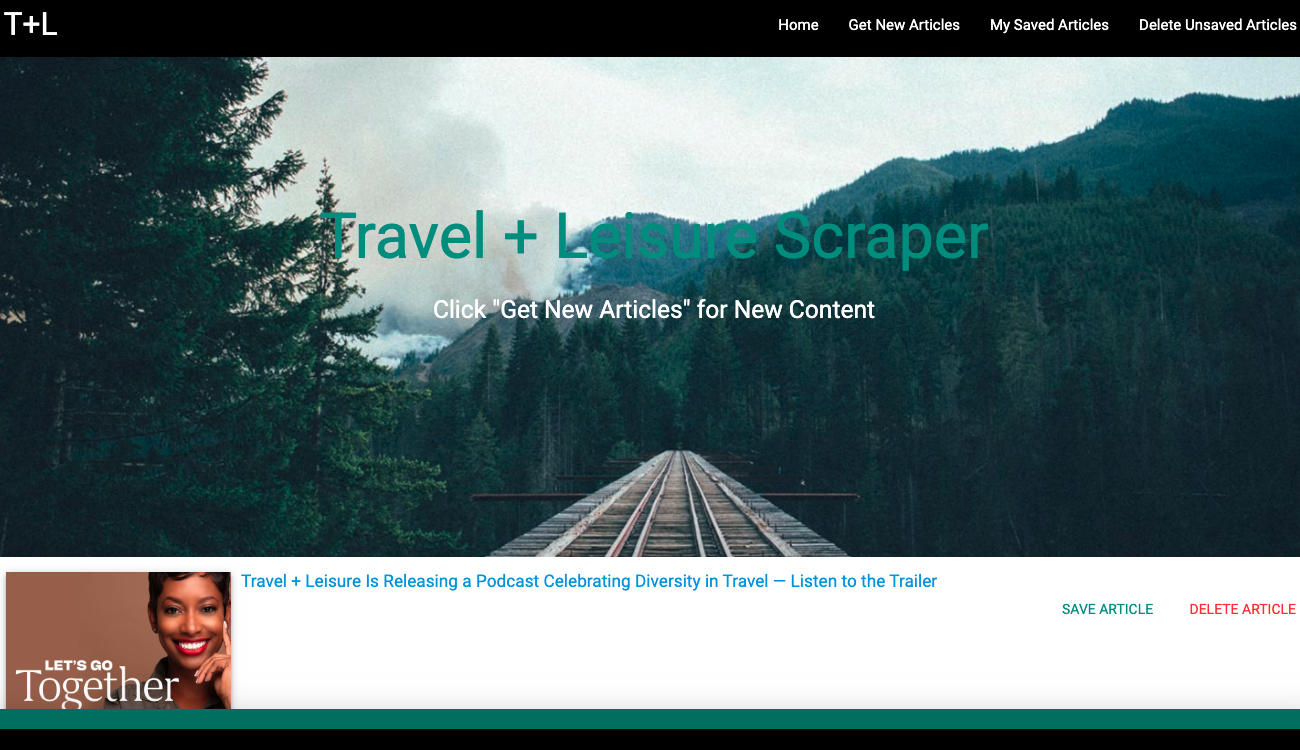 T+L
Home Get New Articles My Saved Articles Delete Unsaved Articles
Travel + Leisure Scraper
Click "Get New Articles" for New Content
Travel + Leisure Is Releasing a Podcast Celebrating Diversity in Travel — Listen to the Trailer
SAVE ARTICLE DELETE ARTICLE
LET'S GO
Together